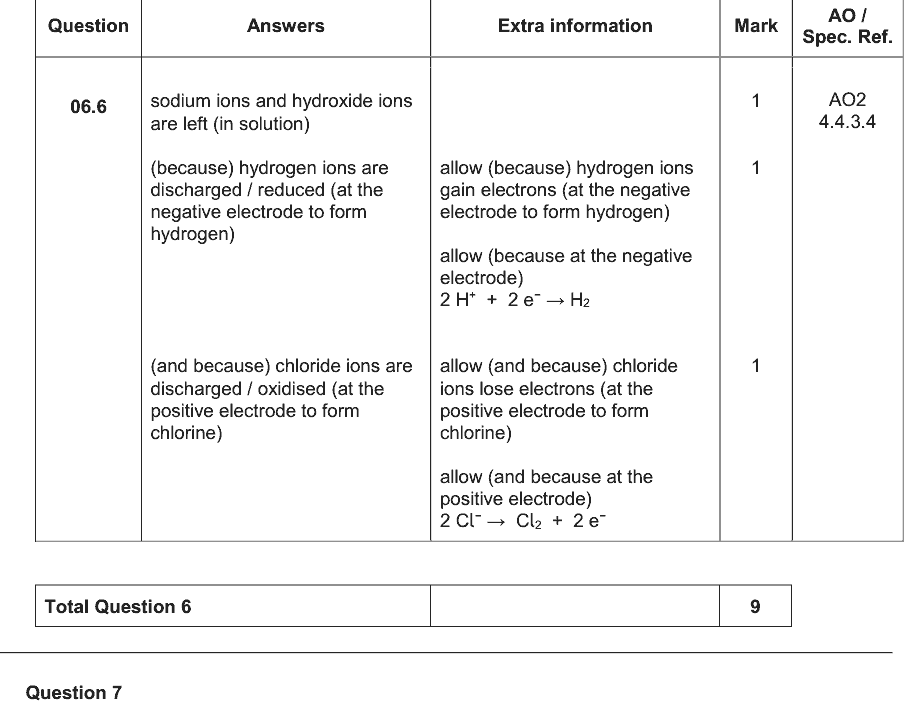 Question Answers Extra information Mark AO /
Spec. Ref.
06.6 sodium ions and hydroxide ions 1 AO2
are left (in solution) 4.4.3.4
(because) hydrogen ions are allow (because) hydrogen ions 1
discharged / reduced (at the gain electrons (at the negative
negative electrode to form electrode to form hydrogen)
hydrogen)
allow (because at the negative
electrode)
2 H⁺ + 2 e⁻ → H₂
(and because) chloride ions are allow (and because) chloride 1
discharged / oxidised (at the ions lose electrons (at the
positive electrode to form positive electrode to form
chlorine) chlorine)
allow (and because at the
positive electrode)
2 Cl⁻ → Cl₂ + 2 e⁻
Total Question 6 9
Question 7